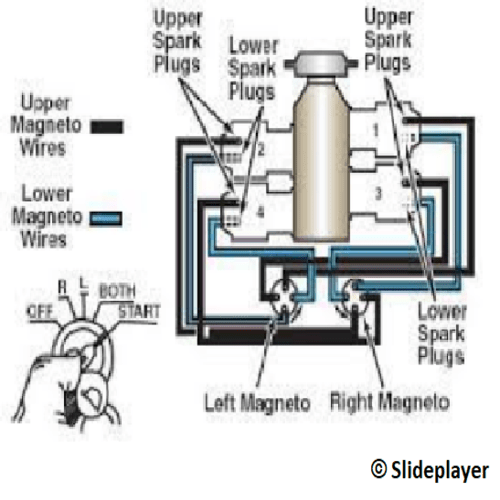 Upper
Spark
Plugs
Lower
Spark
Plugs
Upper
Spark
Plugs
Upper
Magneto
Wires
Lower
Magneto
Wires
1
2
3
4
OFF
R
L
BOTH
START
Lower
Spark
Plugs
Left Magneto
Right Magneto
© Slideplayer